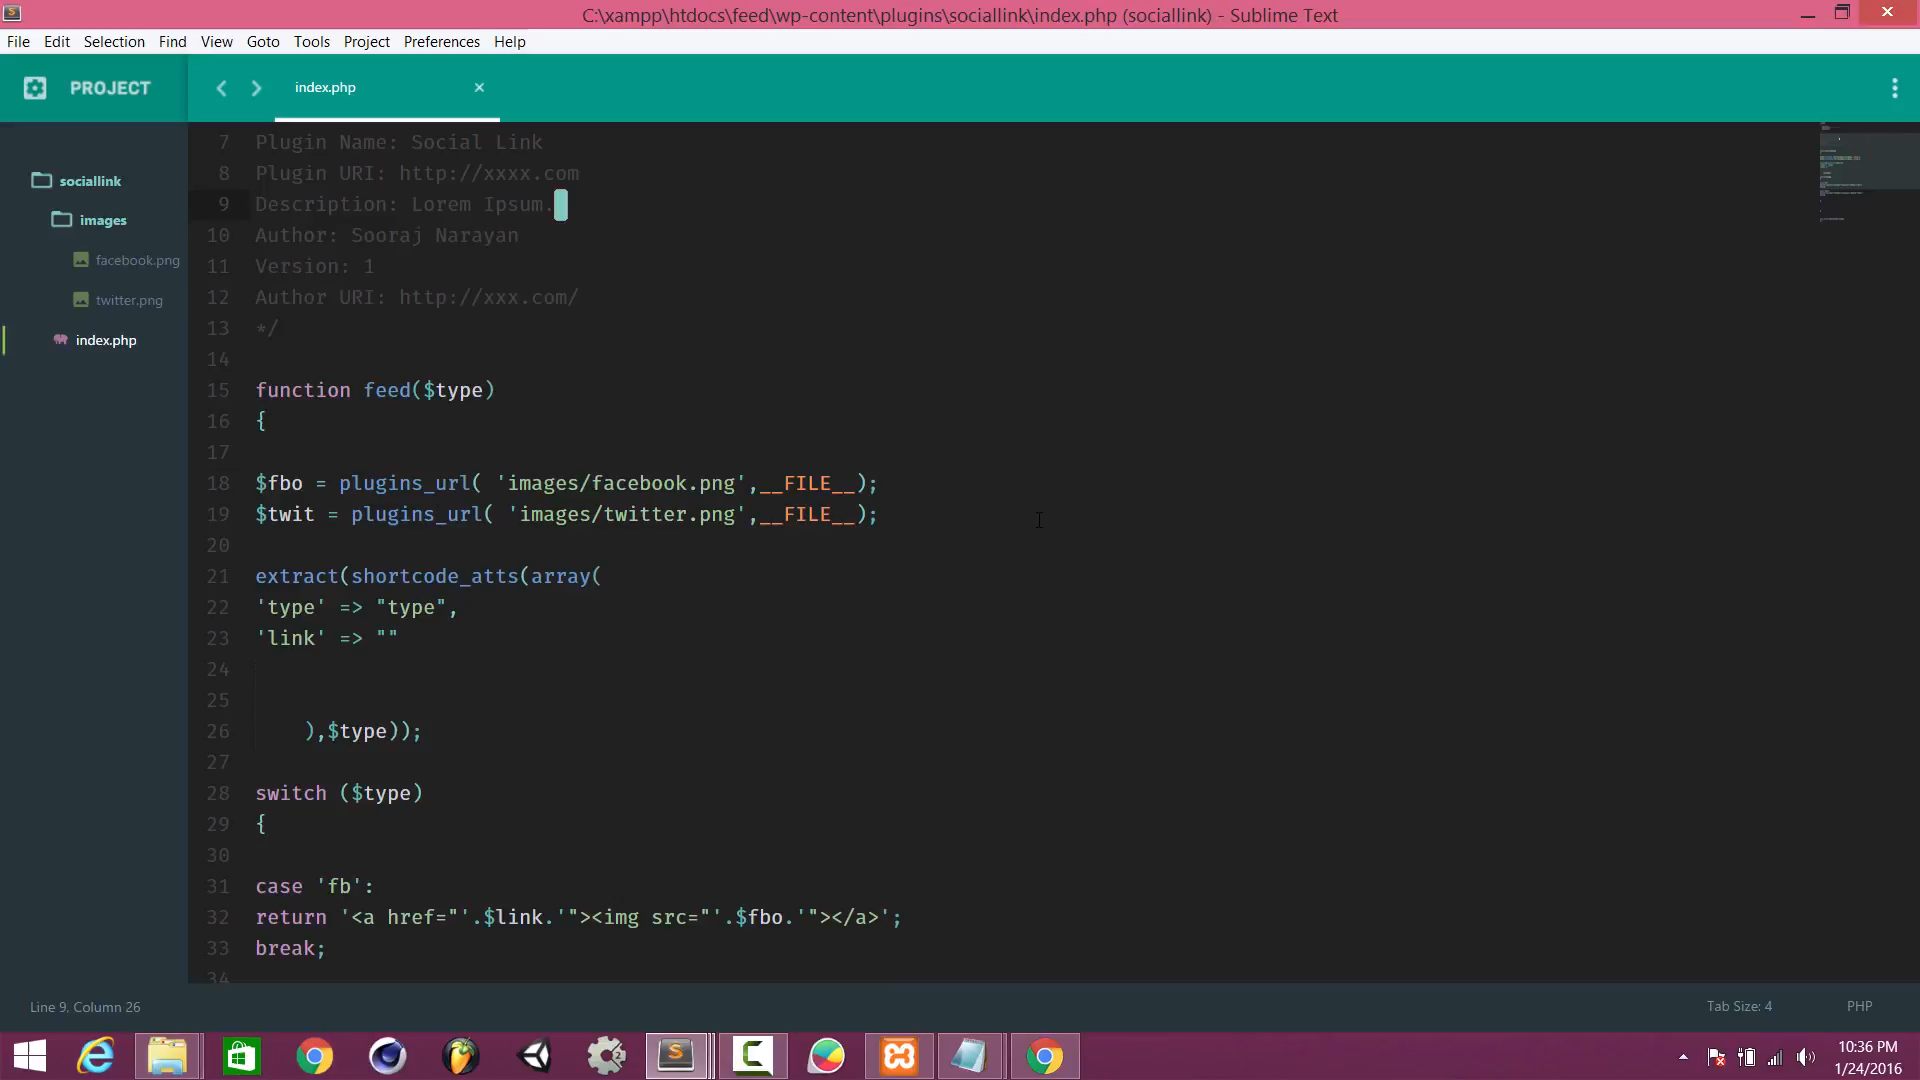 C:\xampp\htdocs\feed\wp-content\plugins\sociallink\index.php (sociallink) - Sublime Text
File Edit Selection Find View Goto Tools Project Preferences Help
PROJECT
index.php
sociallink
images
facebook.png
twitter.png
index.php
7 Plugin Name: Social Link
8 Plugin URI: http://xxxx.com
9 Description: Lorem Ipsum.
10 Author: Sooraj Narayan
11 Version: 1
12 Author URI: http://xxx.com/
13 */
14
15 function feed($type)
16 {
17
18 $fbo = plugins_url( 'images/facebook.png',__FILE__);
19 $twit = plugins_url( 'images/twitter.png',__FILE__);
20
21 extract(shortcode_atts(array(
22 'type' => "type",
23 'link' => ""
24
25
26 ),$type));
27
28 switch ($type)
29 {
30
31 case 'fb':
32 return '<a href="'.$link.'"><img src="'.$fbo.'"></a>';
33 break;
34
Line 9, Column 26
Tab Size: 4
PHP
10:36 PM
1/24/2016